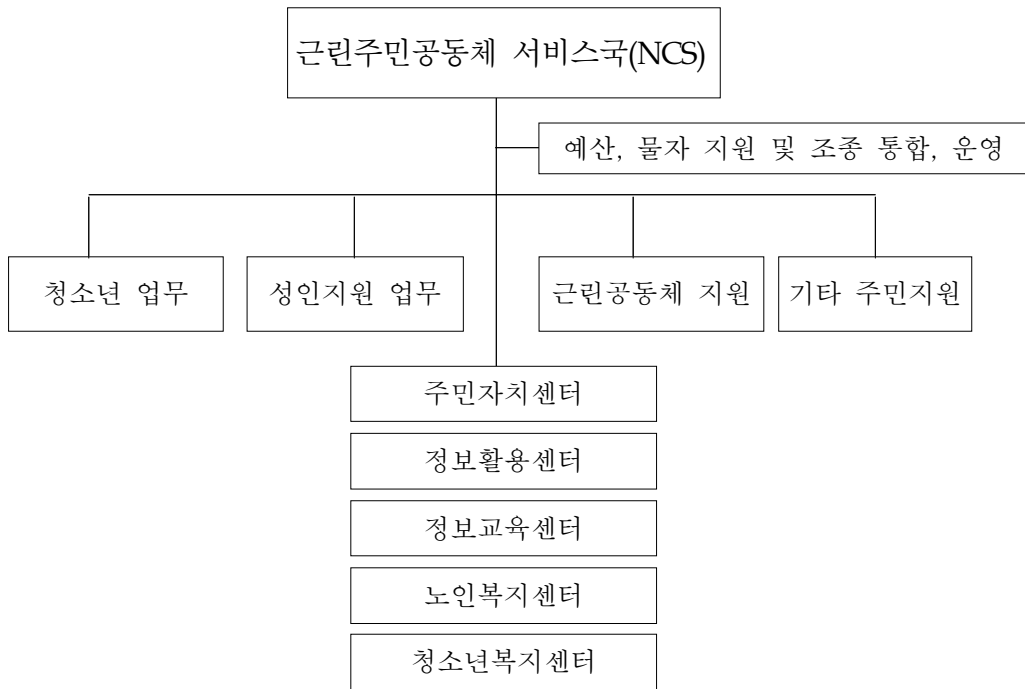 근린주민공동체 서비스국(NCS)
예산, 물자 지원 및 조종 통합, 운영
청소년 업무
성인지원 업무
근린공동체 지원
기타 주민지원
주민자치센터
정보활용센터
정보교육센터
노인복지센터
청소년복지센터